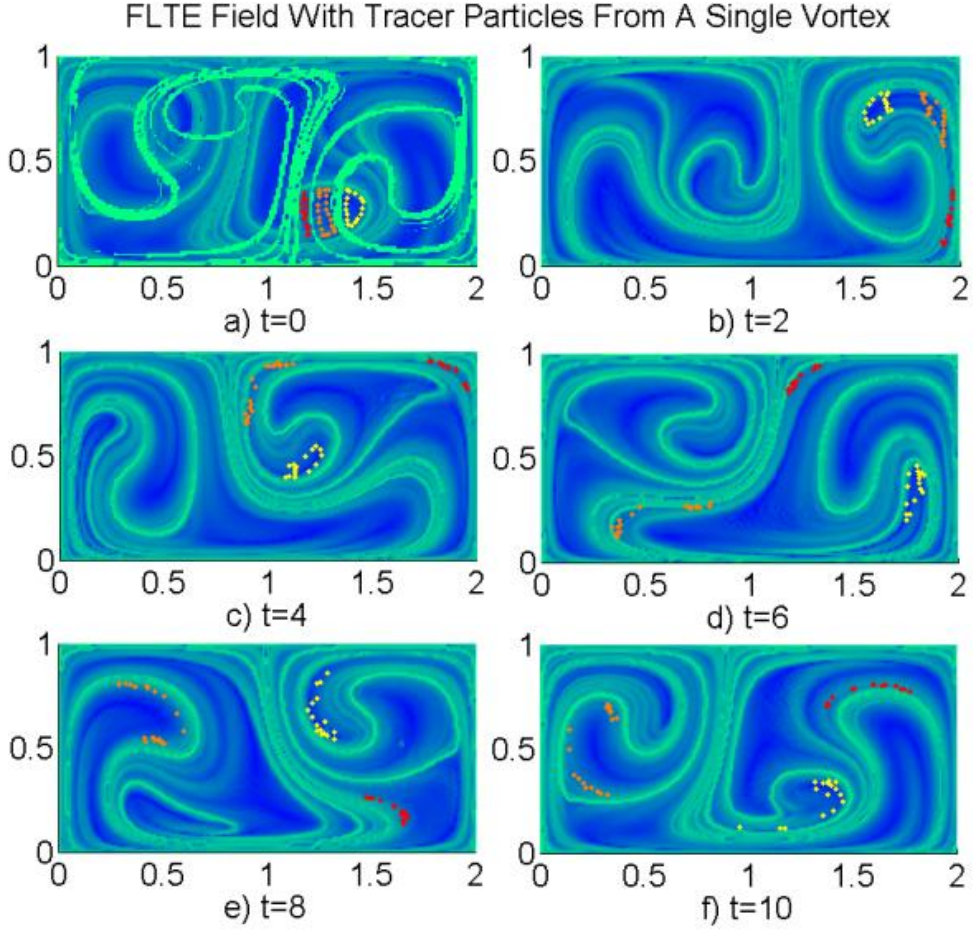 FLTE Field With Tracer Particles From A Single Vortex
1 1
0.5 0.5
0 0
0 0.5 1 1.5 2 0 0.5 1 1.5 2
a) t=0 b) t=2
1 1
0.5 0.5
0 0
0 0.5 1 1.5 2 0 0.5 1 1.5 2
c) t=4 d) t=6
1 1
0.5 0.5
0 0
0 0.5 1 1.5 2 0 0.5 1 1.5 2
e) t=8 f) t=10